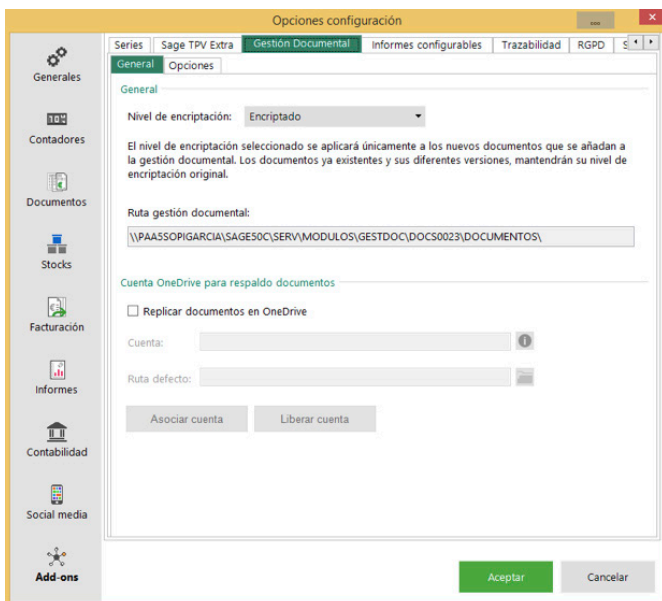 Opciones configuración
Generales
Contadores
Documentos
Stocks
Facturación
Informes
Contabilidad
Social media
Add-ons
Series Sage TPV Extra Gestión Documental Informes configurables Trazabilidad RGPD S
General Opciones
General
Nivel de encriptación: Encriptado
El nivel de encriptación seleccionado se aplicará únicamente a los nuevos documentos que se añadan a
la gestión documental. Los documentos ya existentes y sus diferentes versiones, mantendrán su nivel de
encriptación original.
Ruta gestión documental:
\\PAA5SOPIGARCIA\SAGE50C\SERV\MODULOS\GESTDOC\DOCS0023\DOCUMENTOS\
Cuenta OneDrive para respaldo documentos
Replicar documentos en OneDrive
Cuenta:
Ruta defecto:
Asociar cuenta Liberar cuenta
Aceptar Cancelar